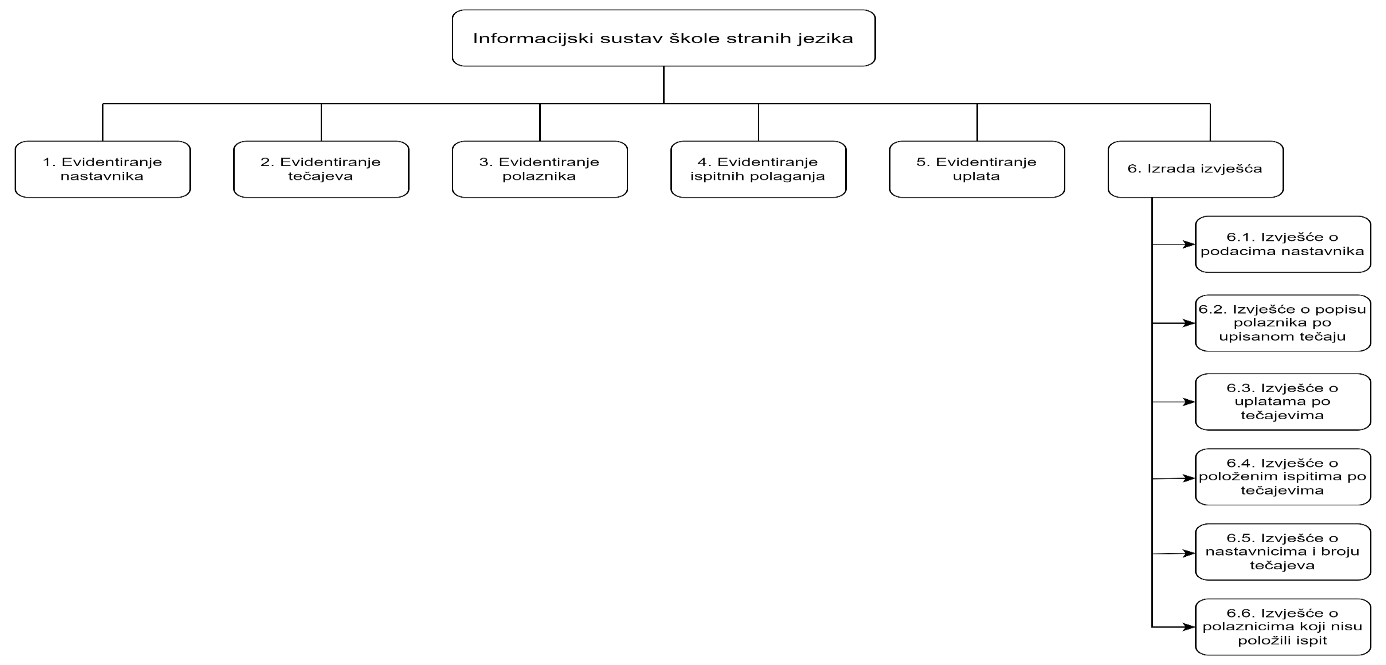 Informacijski sustav škole stranih jezika
1. Evidentiranje
nastavnika
2. Evidentiranje
tečajeva
3. Evidentiranje
polaznika
4. Evidentiranje
ispitnih polaganja
5. Evidentiranje
uplata
6. Izrada izvješća
6.1. Izvješće o
podacima nastavnika
6.2. Izvješće o popisu
polaznika po
upisanom tečaju
6.3. Izvješće o
uplatama po
tečajevima
6.4. Izvješće o
položenim ispitima po
tečajevima
6.5. Izvješće o
nastavnicima i broju
tečajeva
6.6. Izvješće o
polaznicima koji nisu
položili ispit